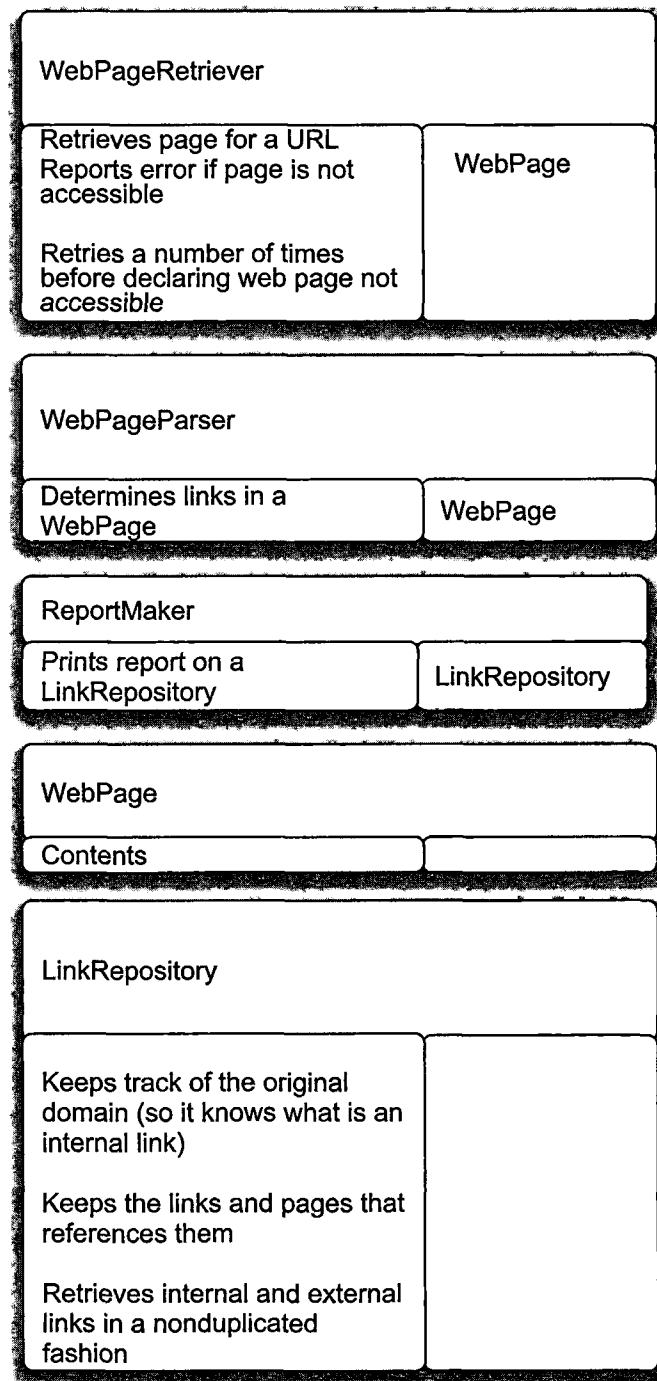 WebPageRetriever
Retrieves page for a URL
Reports error if page is not
accessible
Retries a number of times
before declaring web page not
accessible
WebPage
WebPageParser
Determines links in a
WebPage
WebPage
ReportMaker
Prints report on a
LinkRepository
LinkRepository
WebPage
Contents
LinkRepository
Keeps track of the original
domain (so it knows what is an
internal link)
Keeps the links and pages that
references them
Retrieves internal and external
links in a nonduplicated
fashion